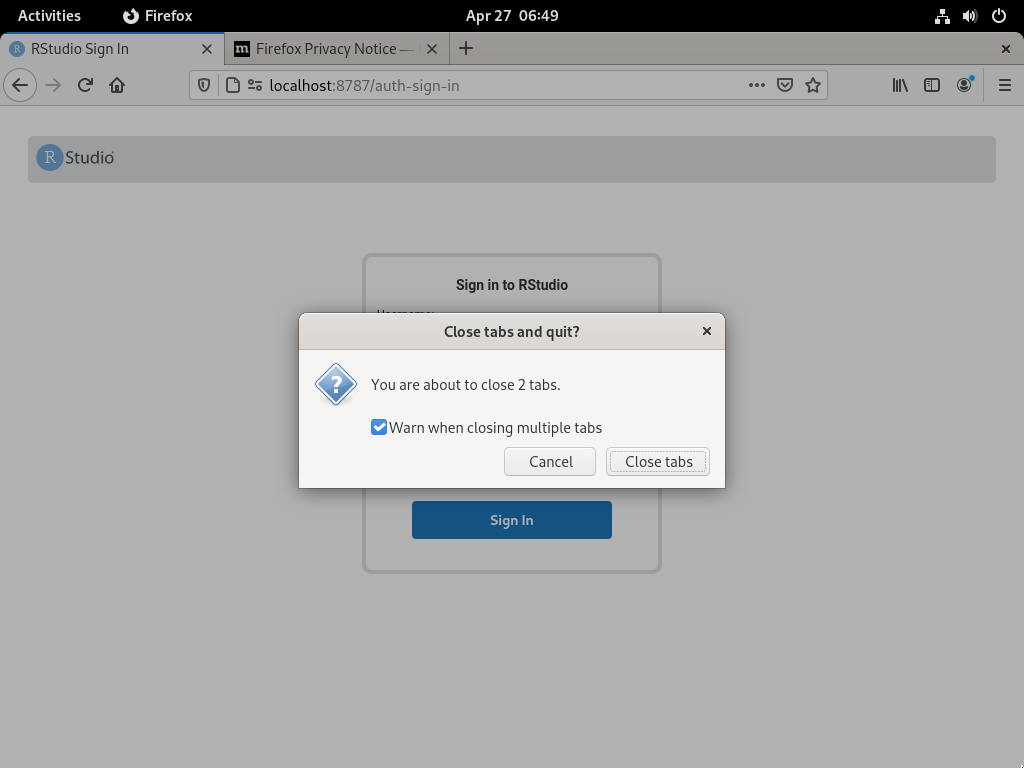 Activities
Firefox
Apr 27 06:49
RStudio Sign In
Firefox Privacy Notice —
localhost:8787/auth-sign-in
R Studio
Sign in to RStudio
Close tabs and quit?
You are about to close 2 tabs.
Warn when closing multiple tabs
Cancel
Close tabs
Sign In